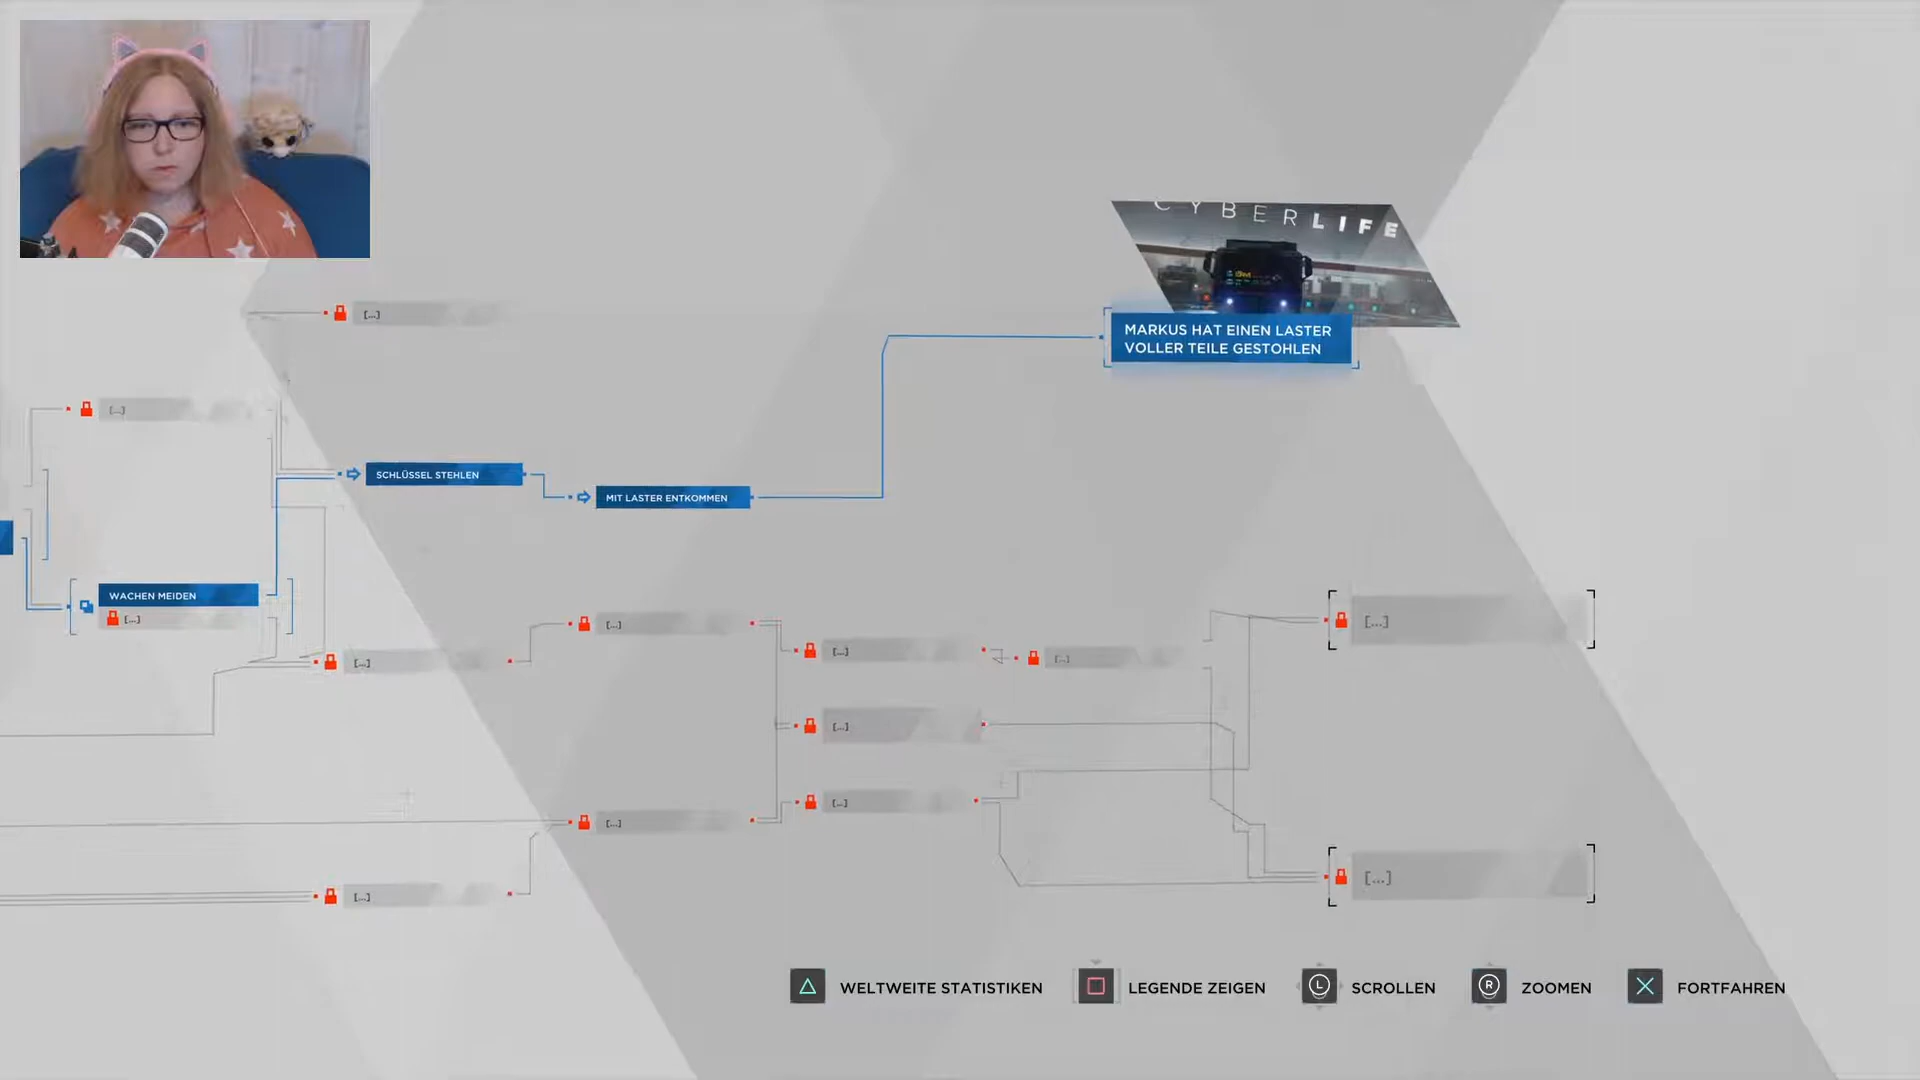 CYBERLIFE
MARKUS HAT EINEN LASTER
VOLLER TEILE GESTOHLEN
[...]
[...]
SCHLÜSSEL STEHLEN
MIT LASTER ENTKOMMEN
WACHEN MEIDEN
[...]
[...]
[...]
[...]
[...]
[...]
[...]
[...]
[...]
[...]
[...]
WELTWEITE STATISTIKEN
LEGENDE ZEIGEN
L
SCROLLEN
R
ZOOMEN
FORTFAHREN